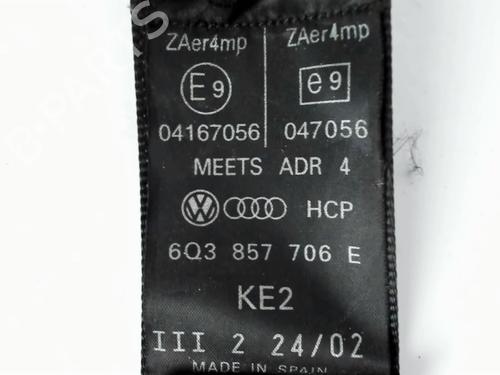 ZAer4mp ZAer4mp
E9 e9
04167056 047056
MEETS ADR 4
HCP
6Q3 857 706 E
KE2
III 2 24/02
MADE IN SPAIN